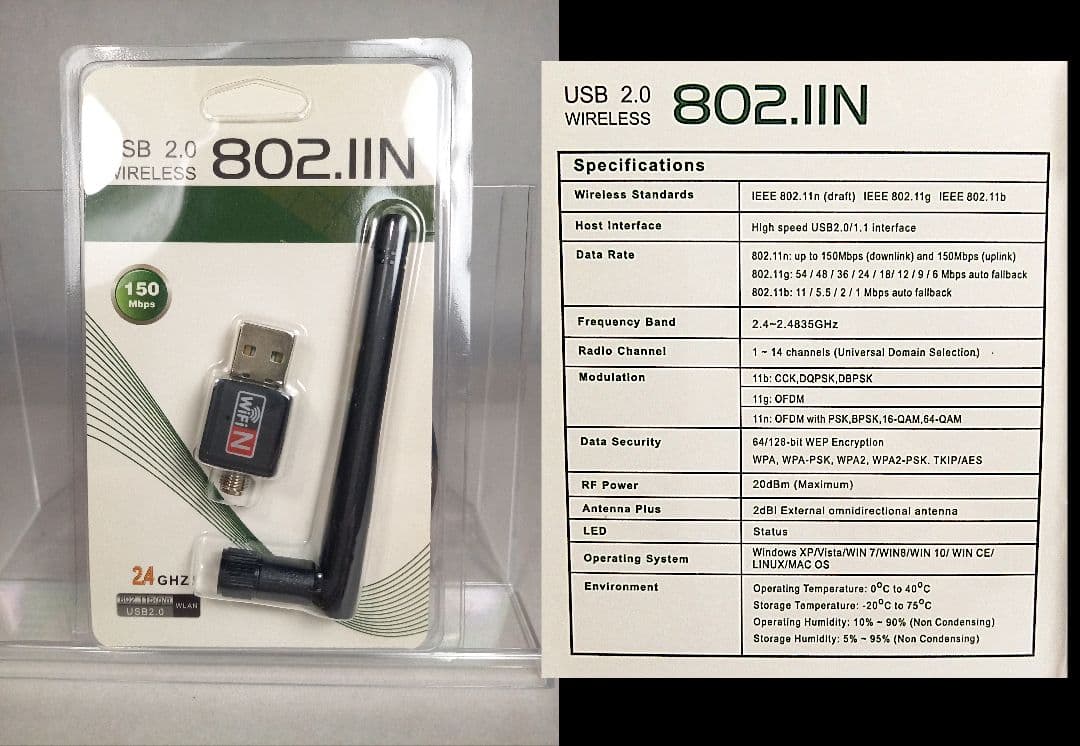 SB 2.0
WIRELESS
802.11N
150
Mbps
WiFi N
2.4 GHZ
802.11b/g/n
USB2.0
WLAN
USB 2.0
WIRELESS
802.11N
Specifications
Wireless Standards IEEE 802.11n (draft) IEEE 802.11g IEEE 802.11b
Host Interface High speed USB2.0/1.1 interface
Data Rate 802.11n: up to 150Mbps (downlink) and 150Mbps (uplink)
802.11g: 54 / 48 / 36 / 24 / 18/ 12 / 9 / 6 Mbps auto fallback
802.11b: 11 / 5.5 / 2 / 1 Mbps auto fallback
Frequency Band 2.4~2.4835GHz
Radio Channel 1 ~ 14 channels (Universal Domain Selection)
Modulation 11b: CCK,DQPSK,DBPSK
11g: OFDM
11n: OFDM with PSK,BPSK,16-QAM,64-QAM
Data Security 64/128-bit WEP Encryption
WPA, WPA-PSK, WPA2, WPA2-PSK. TKIP/AES
RF Power 20dBm (Maximum)
Antenna Plus 2dBI External omnidirectional antenna
LED Status
Operating System Windows XP/Vista/WIN 7/WIN8/WIN 10/ WIN CE/
LINUX/MAC OS
Environment Operating Temperature: 0°C to 40°C
Storage Temperature: -20°C to 75°C
Operating Humidity: 10% ~ 90% (Non Condensing)
Storage Humidity: 5% ~ 95% (Non Condensing)